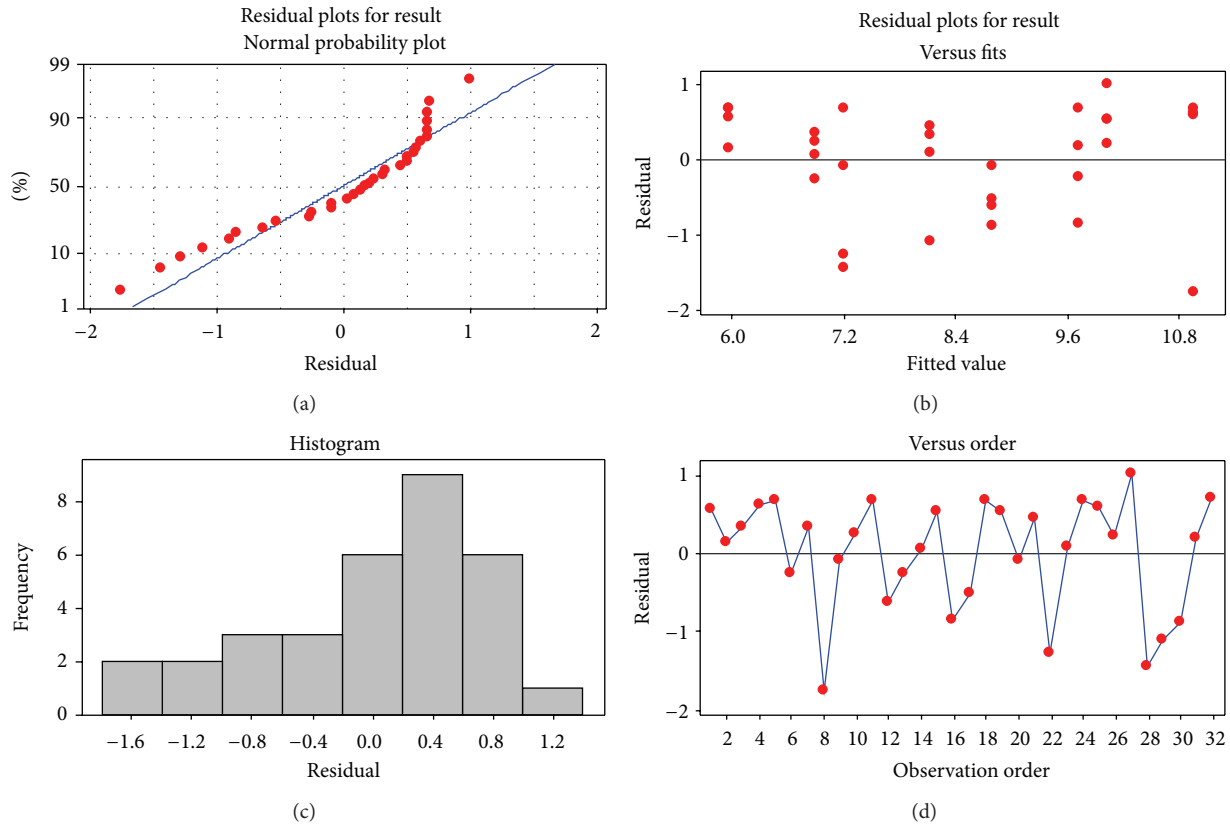 Residual plots for result
Normal probability plot
99
90
50
10
1
(%)
−2 −1 0 1 2
Residual
(a)
Residual plots for result
Versus fits
1
0
−1
−2
Residual
6.0 7.2 8.4 9.6 10.8
Fitted value
(b)
Histogram
8
6
4
2
0
Frequency
−1.6 −1.2 −0.8 −0.4 0.0 0.4 0.8 1.2
Residual
(c)
Versus order
1
0
−1
−2
Residual
2 4 6 8 10 12 14 16 18 20 22 24 26 28 30 32
Observation order
(d)